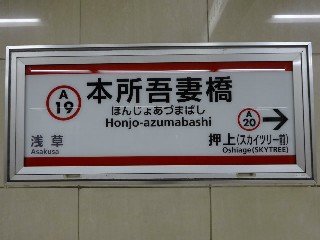 A
19
本所吾妻橋
ほんじょあづまばし
Honjo-azumabashi
A
20
浅草
Asakusa
押上(スカイツリー前)
Oshiage(SKYTREE)